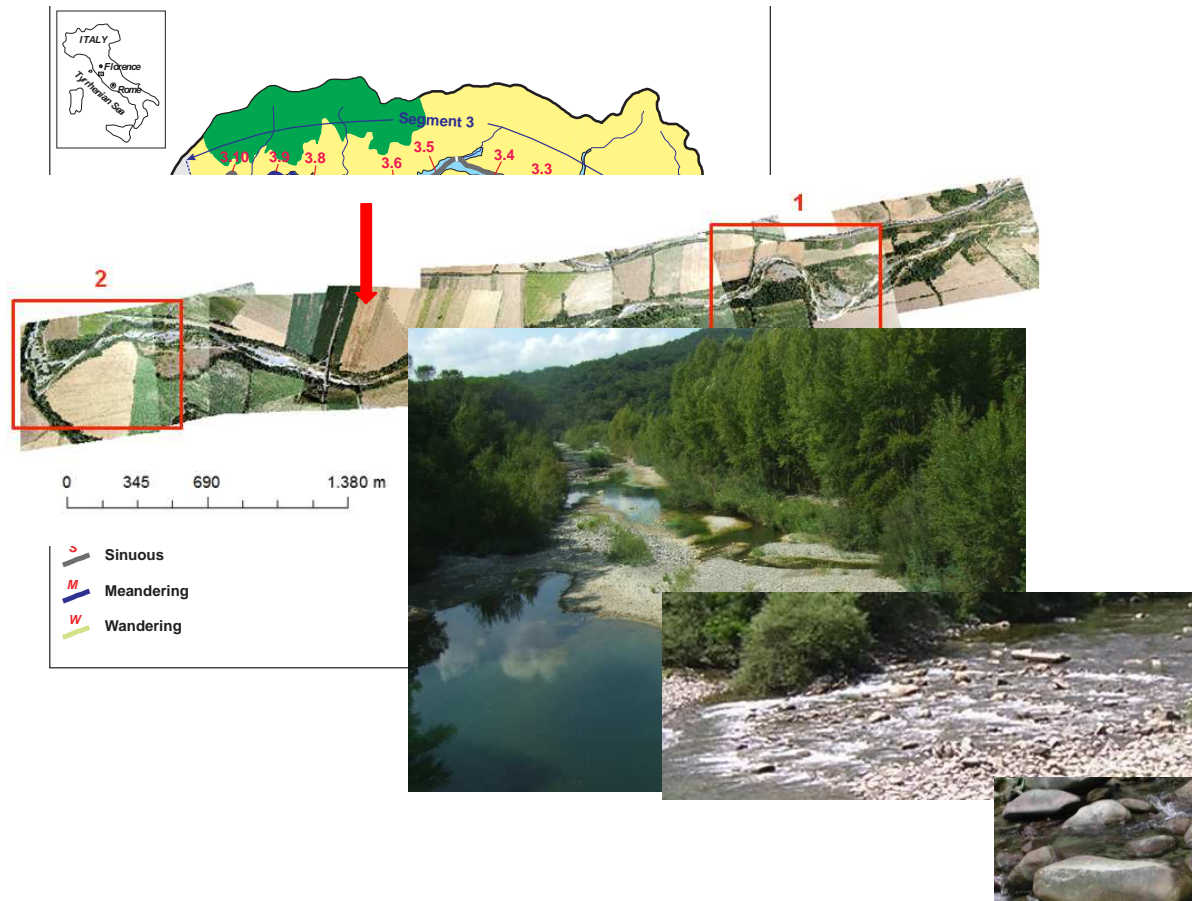 ITALY
Florence
Rome
Tyrrhenian Sea
Segment 3
3.10
3.9
3.8
3.6
3.5
3.4
3.3
1
2
0 345 690 1.380 m
S Sinuous
M Meandering
W Wandering